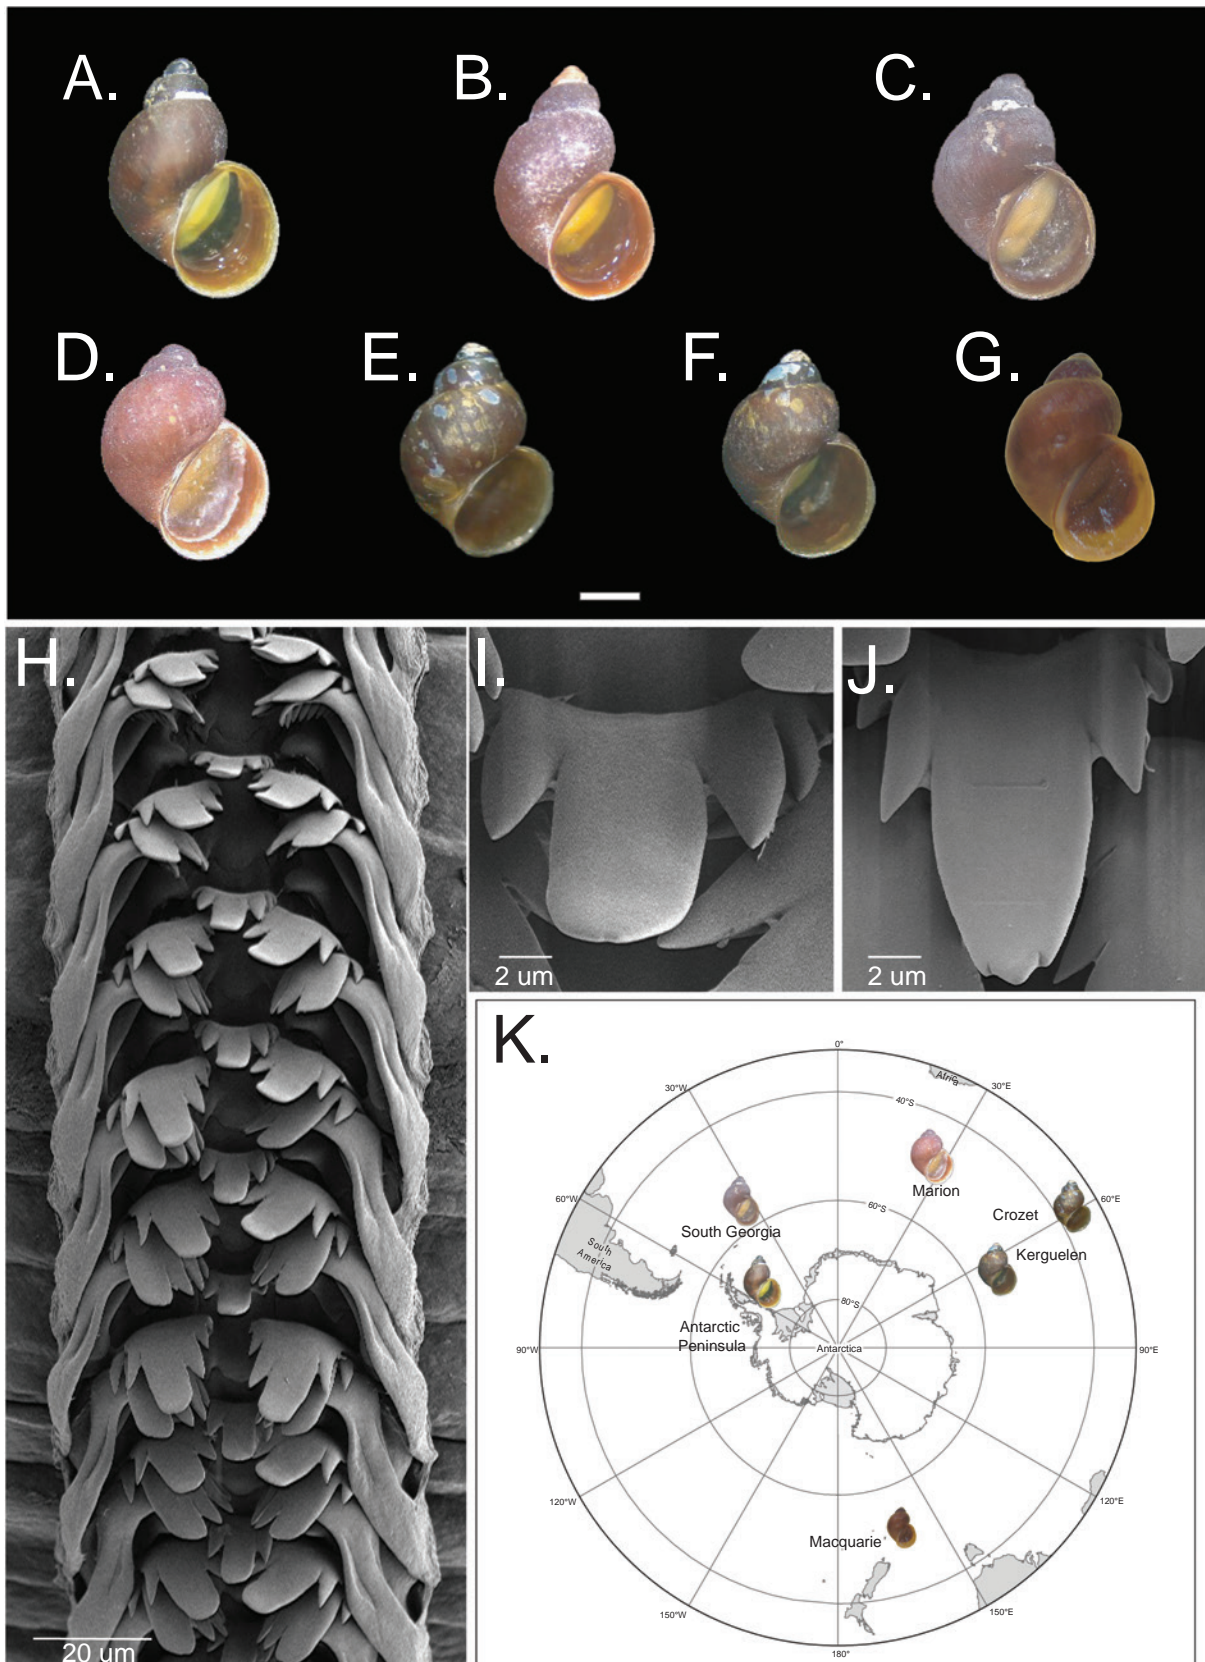 A.
B.
C.
D.
E.
F.
G.
H.
I.
J.
2 um
2 um
20 um
K.
0°
30°W
30°E
Africa
40°S
60°W
60°E
60°S
Marion
Crozet
South Georgia
Kerguelen
South
America
80°S
Antarctic
Peninsula
90°W
Antarctica
90°E
120°W
120°E
Macquarie
150°W
150°E
180°